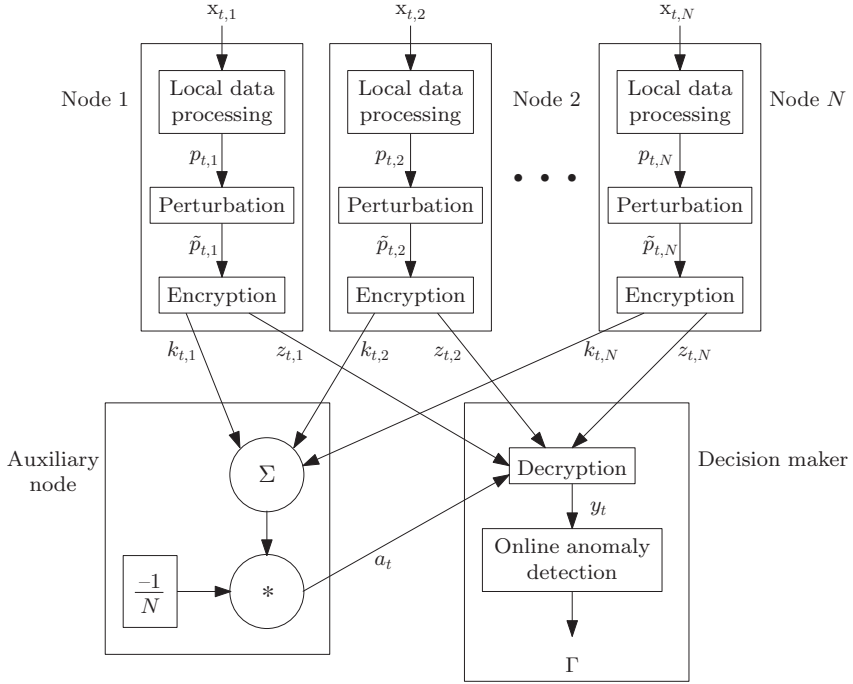 x_{t,1} x_{t,2} x_{t,N}
Node 1
Local data
processing
Local data
processing
Node 2
Local data
processing
Node N
p_{t,1} p_{t,2} p_{t,N}
Perturbation Perturbation Perturbation
p̃_{t,1} p̃_{t,2} p̃_{t,N}
Encryption Encryption Encryption
k_{t,1} z_{t,1} k_{t,2} z_{t,2} k_{t,N} z_{t,N}
Auxiliary
node
Σ
Decryption
Decision maker
y_t
Online anomaly
detection
a_t
–1
N
*
Γ